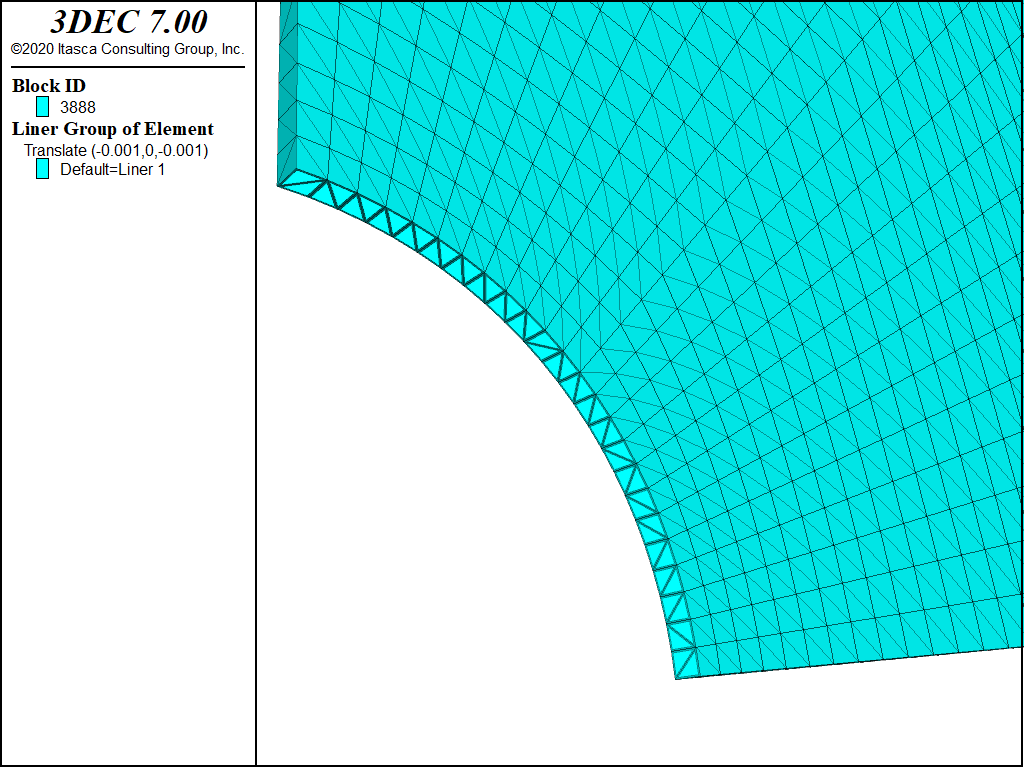 3DEC 7.00
©2020 Itasca Consulting Group, Inc.
Block ID
3888
Liner Group of Element
Translate (-0.001,0,-0.001)
Default=Liner 1